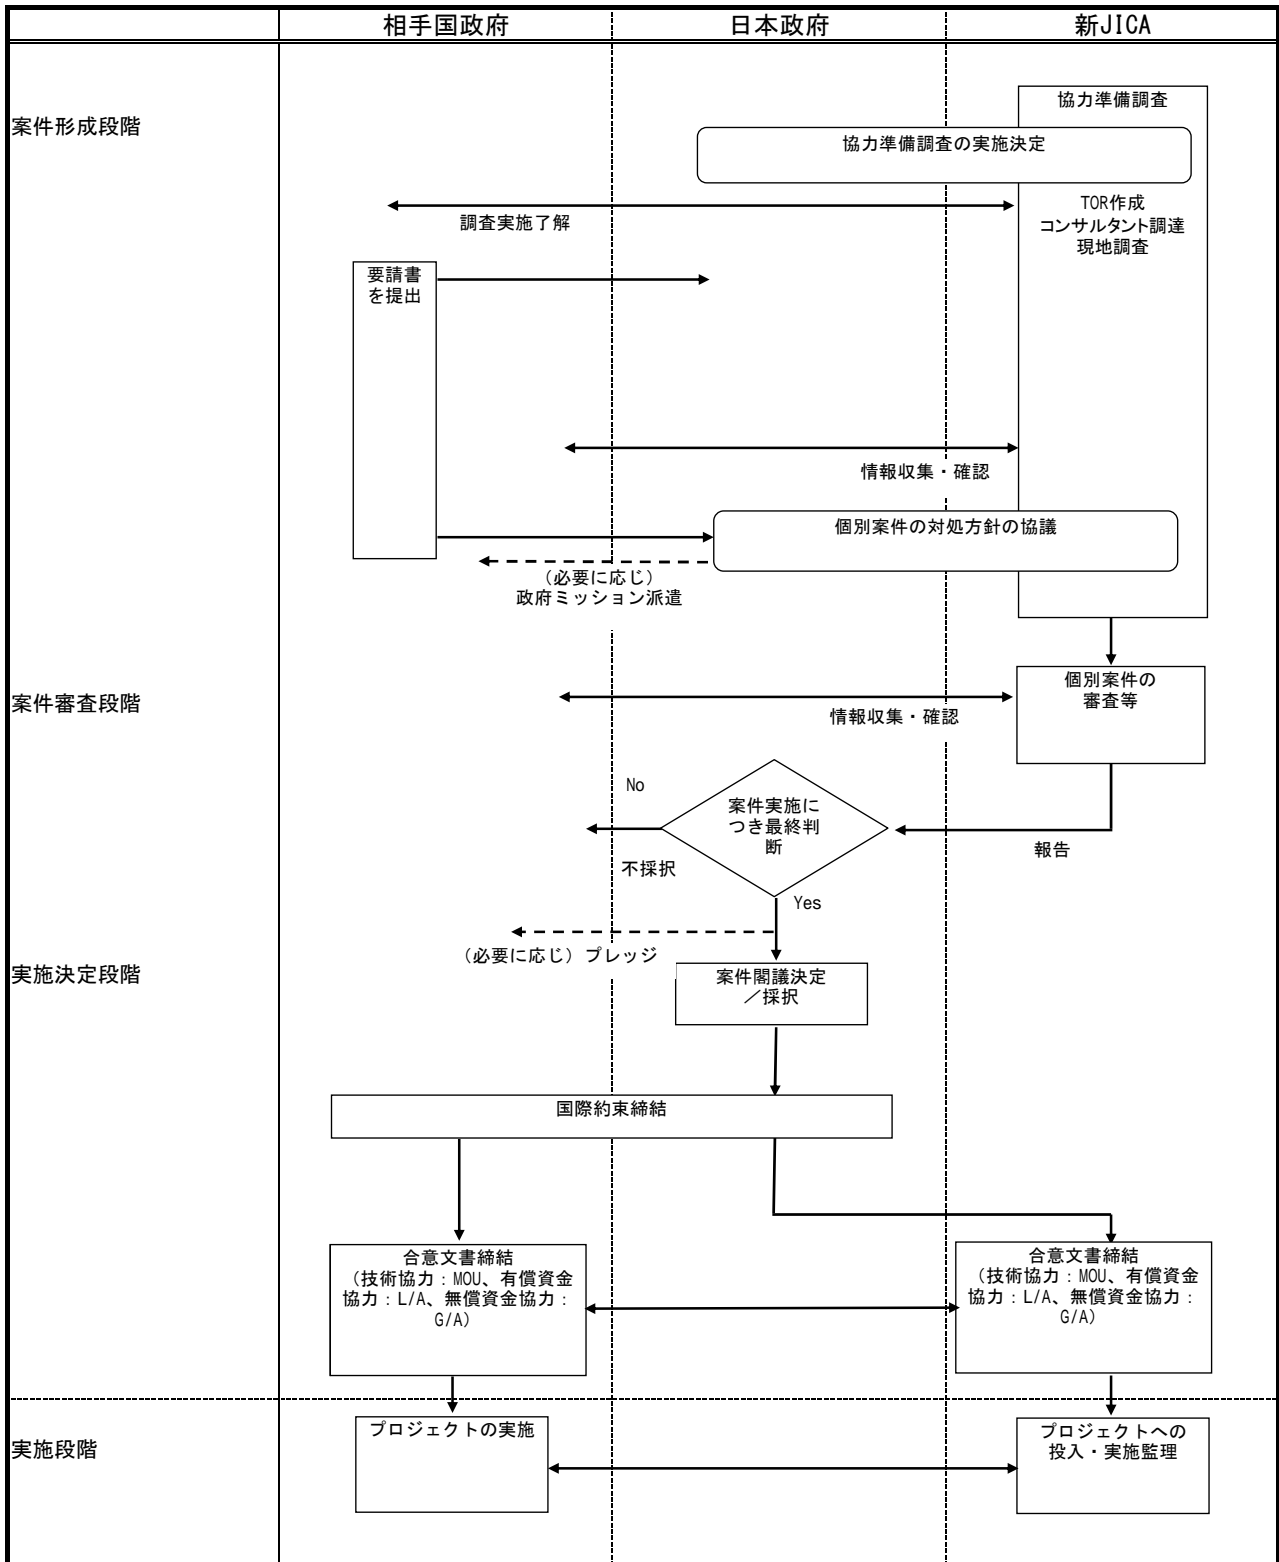 相手国政府
日本政府
新JICA
案件形成段階
協力準備調査
協力準備調査の実施決定
調査実施了解
TOR作成
コンサルタント調達
現地調査
要請書
を提出
情報収集・確認
個別案件の対処方針の協議
(必要に応じ)
政府ミッション派遣
案件審査段階
個別案件の
審査等
情報収集・確認
No
案件実施に
つき最終判
断
報告
不採択
Yes
(必要に応じ)プレッジ
実施決定段階
案件閣議決定
/採択
国際約束締結
合意文書締結
(技術協力:MOU、有償資金
協力:L/A、無償資金協力:
G/A)
合意文書締結
(技術協力:MOU、有償資金
協力:L/A、無償資金協力:
G/A)
実施段階
プロジェクトの実施
プロジェクトへの
投入・実施監理